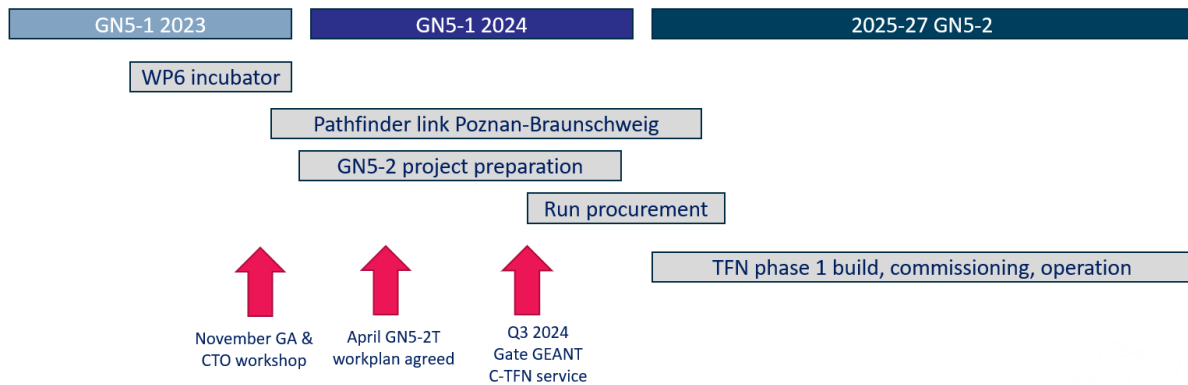 GN5-1 2023
GN5-1 2024
2025-27 GN5-2
WP6 incubator
Pathfinder link Poznan-Braunschweig
GN5-2 project preparation
Run procurement
TFN phase 1 build, commissioning, operation
November GA &
CTO workshop
April GN5-2T
workplan agreed
Q3 2024
Gate GEANT
C-TFN service